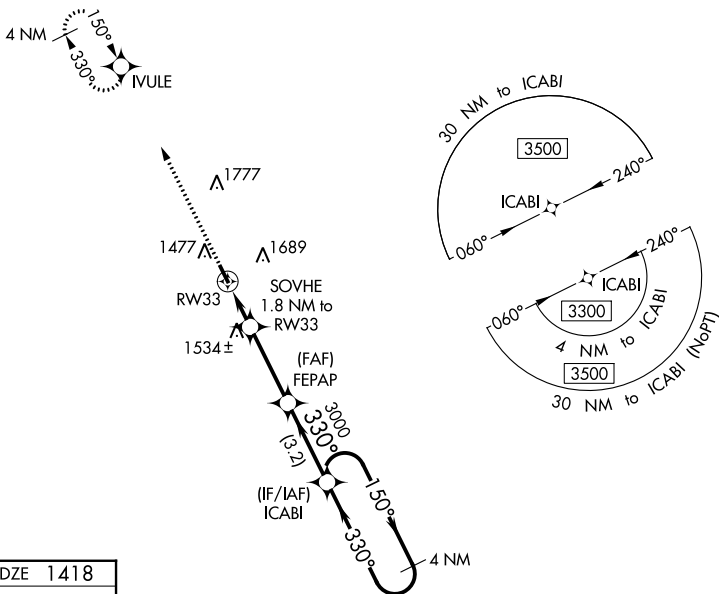 4 NM
150°
330°
IVULE
30 NM to ICABI
3500
ICABI
060°
240°
1777
1477
1689
RW33
SOVHE
1.8 NM to
RW33
1534±
(FAF)
FEPAP
3000
330°
(3.2)
(IF/IAF)
ICABI
150°
330°
4 NM
240°
060°
ICABI
3300
4 NM to ICABI
3500
30 NM to ICABI (NoPT)
DZE 1418